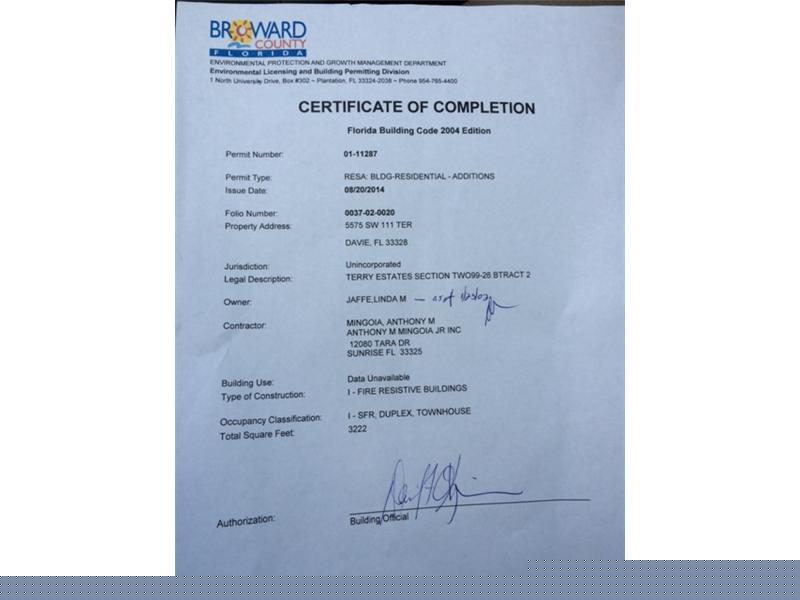 BROWARD
COUNTY
FLORIDA
ENVIRONMENTAL PROTECTION AND GROWTH MANAGEMENT DEPARTMENT
Environmental Licensing and Building Permitting Division
1 North University Drive, Box #302 ~ Plantation, FL 33324-2038 ~ Phone 954-765-4400
CERTIFICATE OF COMPLETION
Florida Building Code 2004 Edition
Permit Number: 01-11287
Permit Type: RESA: BLDG-RESIDENTIAL - ADDITIONS
Issue Date: 08/20/2014
Folio Number: 0037-02-0020
Property Address: 5575 SW 111 TER
DAVIE, FL 33328
Jurisdiction: Unincorporated
Legal Description: TERRY ESTATES SECTION TWO99-26 BTRACT 2
Owner: JAFFE,LINDA M — as of
Contractor: MINGOIA, ANTHONY M
ANTHONY M MINGOIA JR INC
12080 TARA DR
SUNRISE FL 33325
Building Use: Data Unavailable
Type of Construction: I - FIRE RESISTIVE BUILDINGS
Occupancy Classification: I - SFR, DUPLEX, TOWNHOUSE
Total Square Feet: 3222
Authorization: Building Official